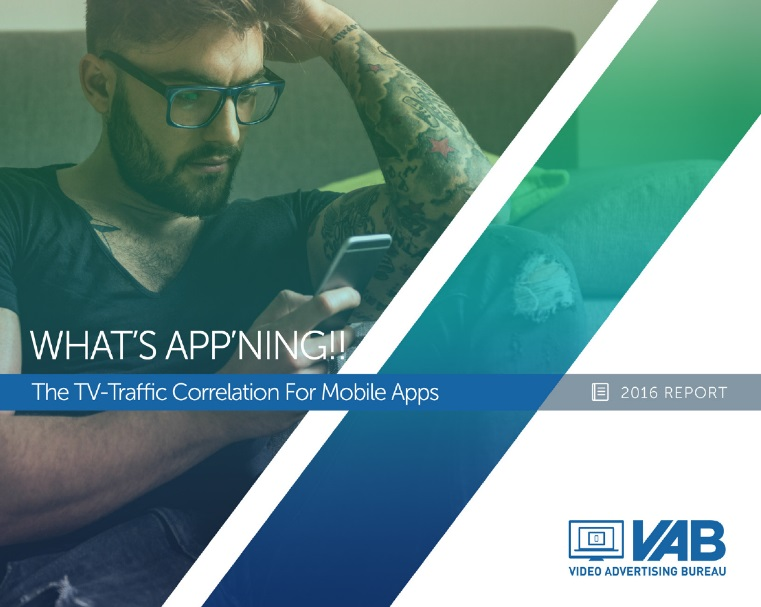 WHAT'S APP'NING!!
The TV-Traffic Correlation For Mobile Apps
2016 REPORT
VAB
VIDEO ADVERTISING BUREAU